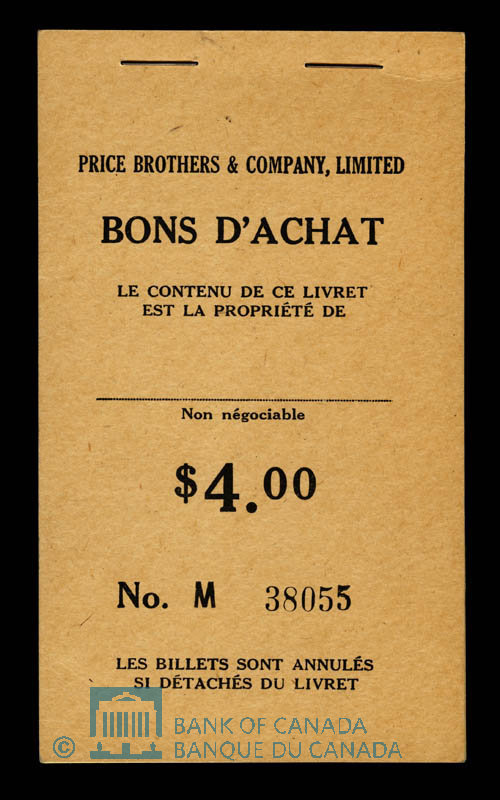 PRICE BROTHERS & COMPANY, LIMITED
BONS D'ACHAT
LE CONTENU DE CE LIVRET
EST LA PROPRIÉTÉ DE
Non négociable
$4.00
No. M 38055
LES BILLETS SONT ANNULÉS
SI DÉTACHÉS DU LIVRET
© BANK OF CANADA
BANQUE DU CANADA